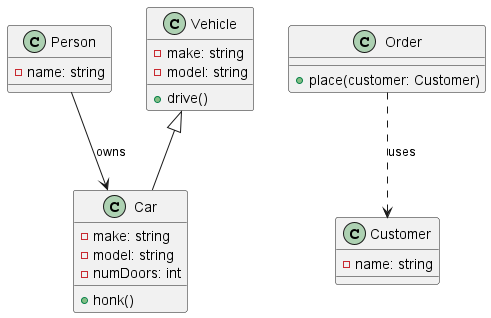 C Person
name: string
C Vehicle
make: string
model: string
drive()
C Order
place(customer: Customer)
owns
uses
C Car
make: string
model: string
numDoors: int
honk()
C Customer
name: string